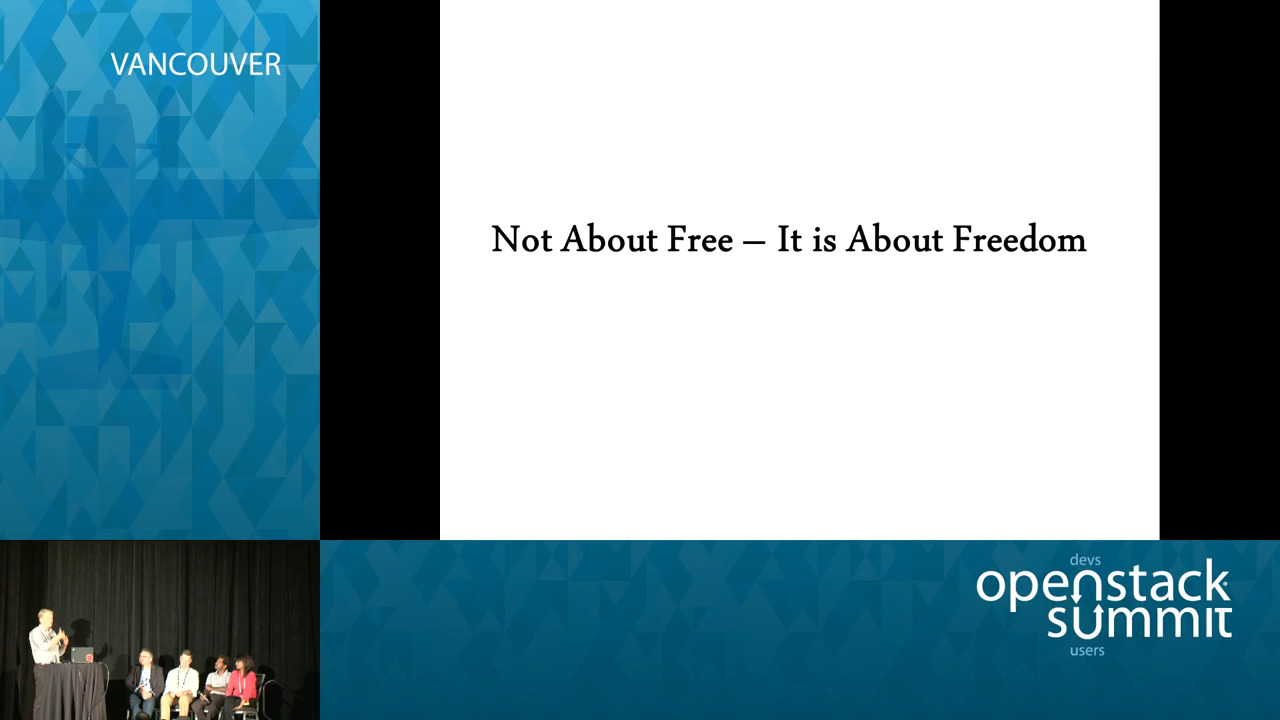 VANCOUVER
Not About Free – It is About Freedom
devs
openstack
summit
users